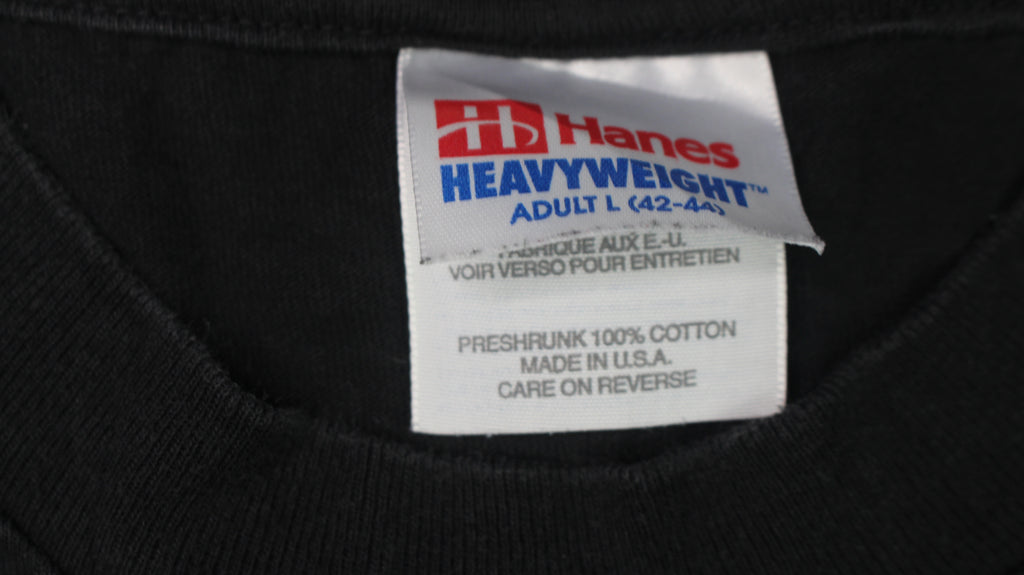 Hanes
HEAVYWEIGHT™
ADULT L (42-44)
FABRIQUE AUX E.-U.
VOIR VERSO POUR ENTRETIEN
PRESHRUNK 100% COTTON
MADE IN U.S.A.
CARE ON REVERSE